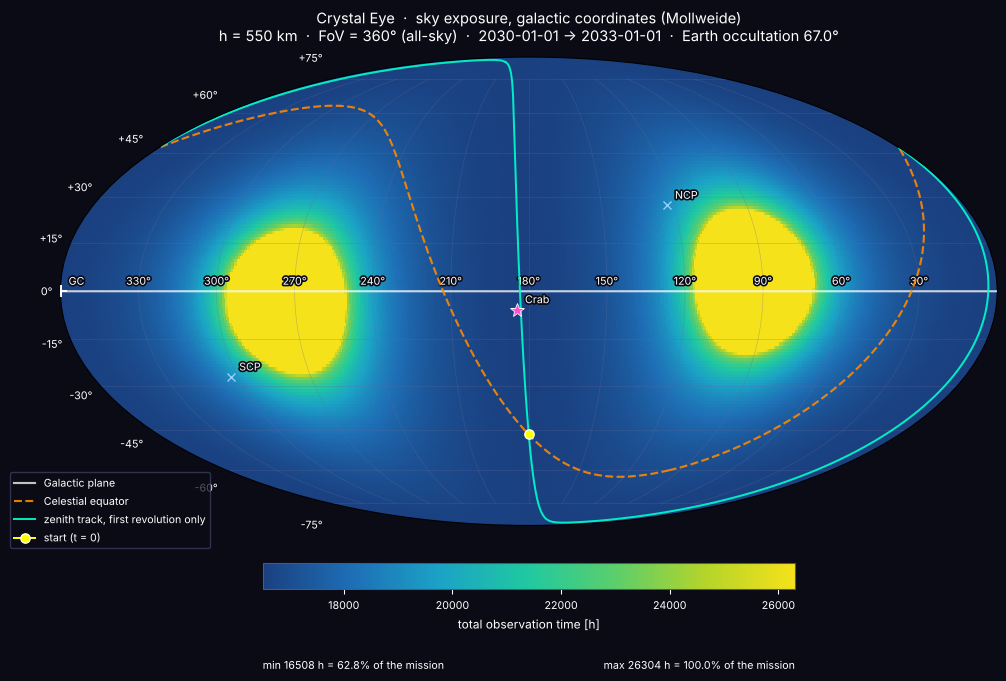 Crystal Eye · sky exposure, galactic coordinates (Mollweide)
h = 550 km · FoV = 360° (all-sky) · 2030-01-01 → 2033-01-01 · Earth occultation 67.0°
+75°
+60°
+45°
+30°
NCP
+15°
GC 330° 300° 270° 240° 210° 180° 150° 120° 90° 60° 30°
0°
Crab
-15°
SCP
-30°
-45°
-60°
-75°
Galactic plane
Celestial equator
zenith track, first revolution only
start (t = 0)
18000 20000 22000 24000 26000
total observation time [h]
min 16508 h = 62.8% of the mission
max 26304 h = 100.0% of the mission